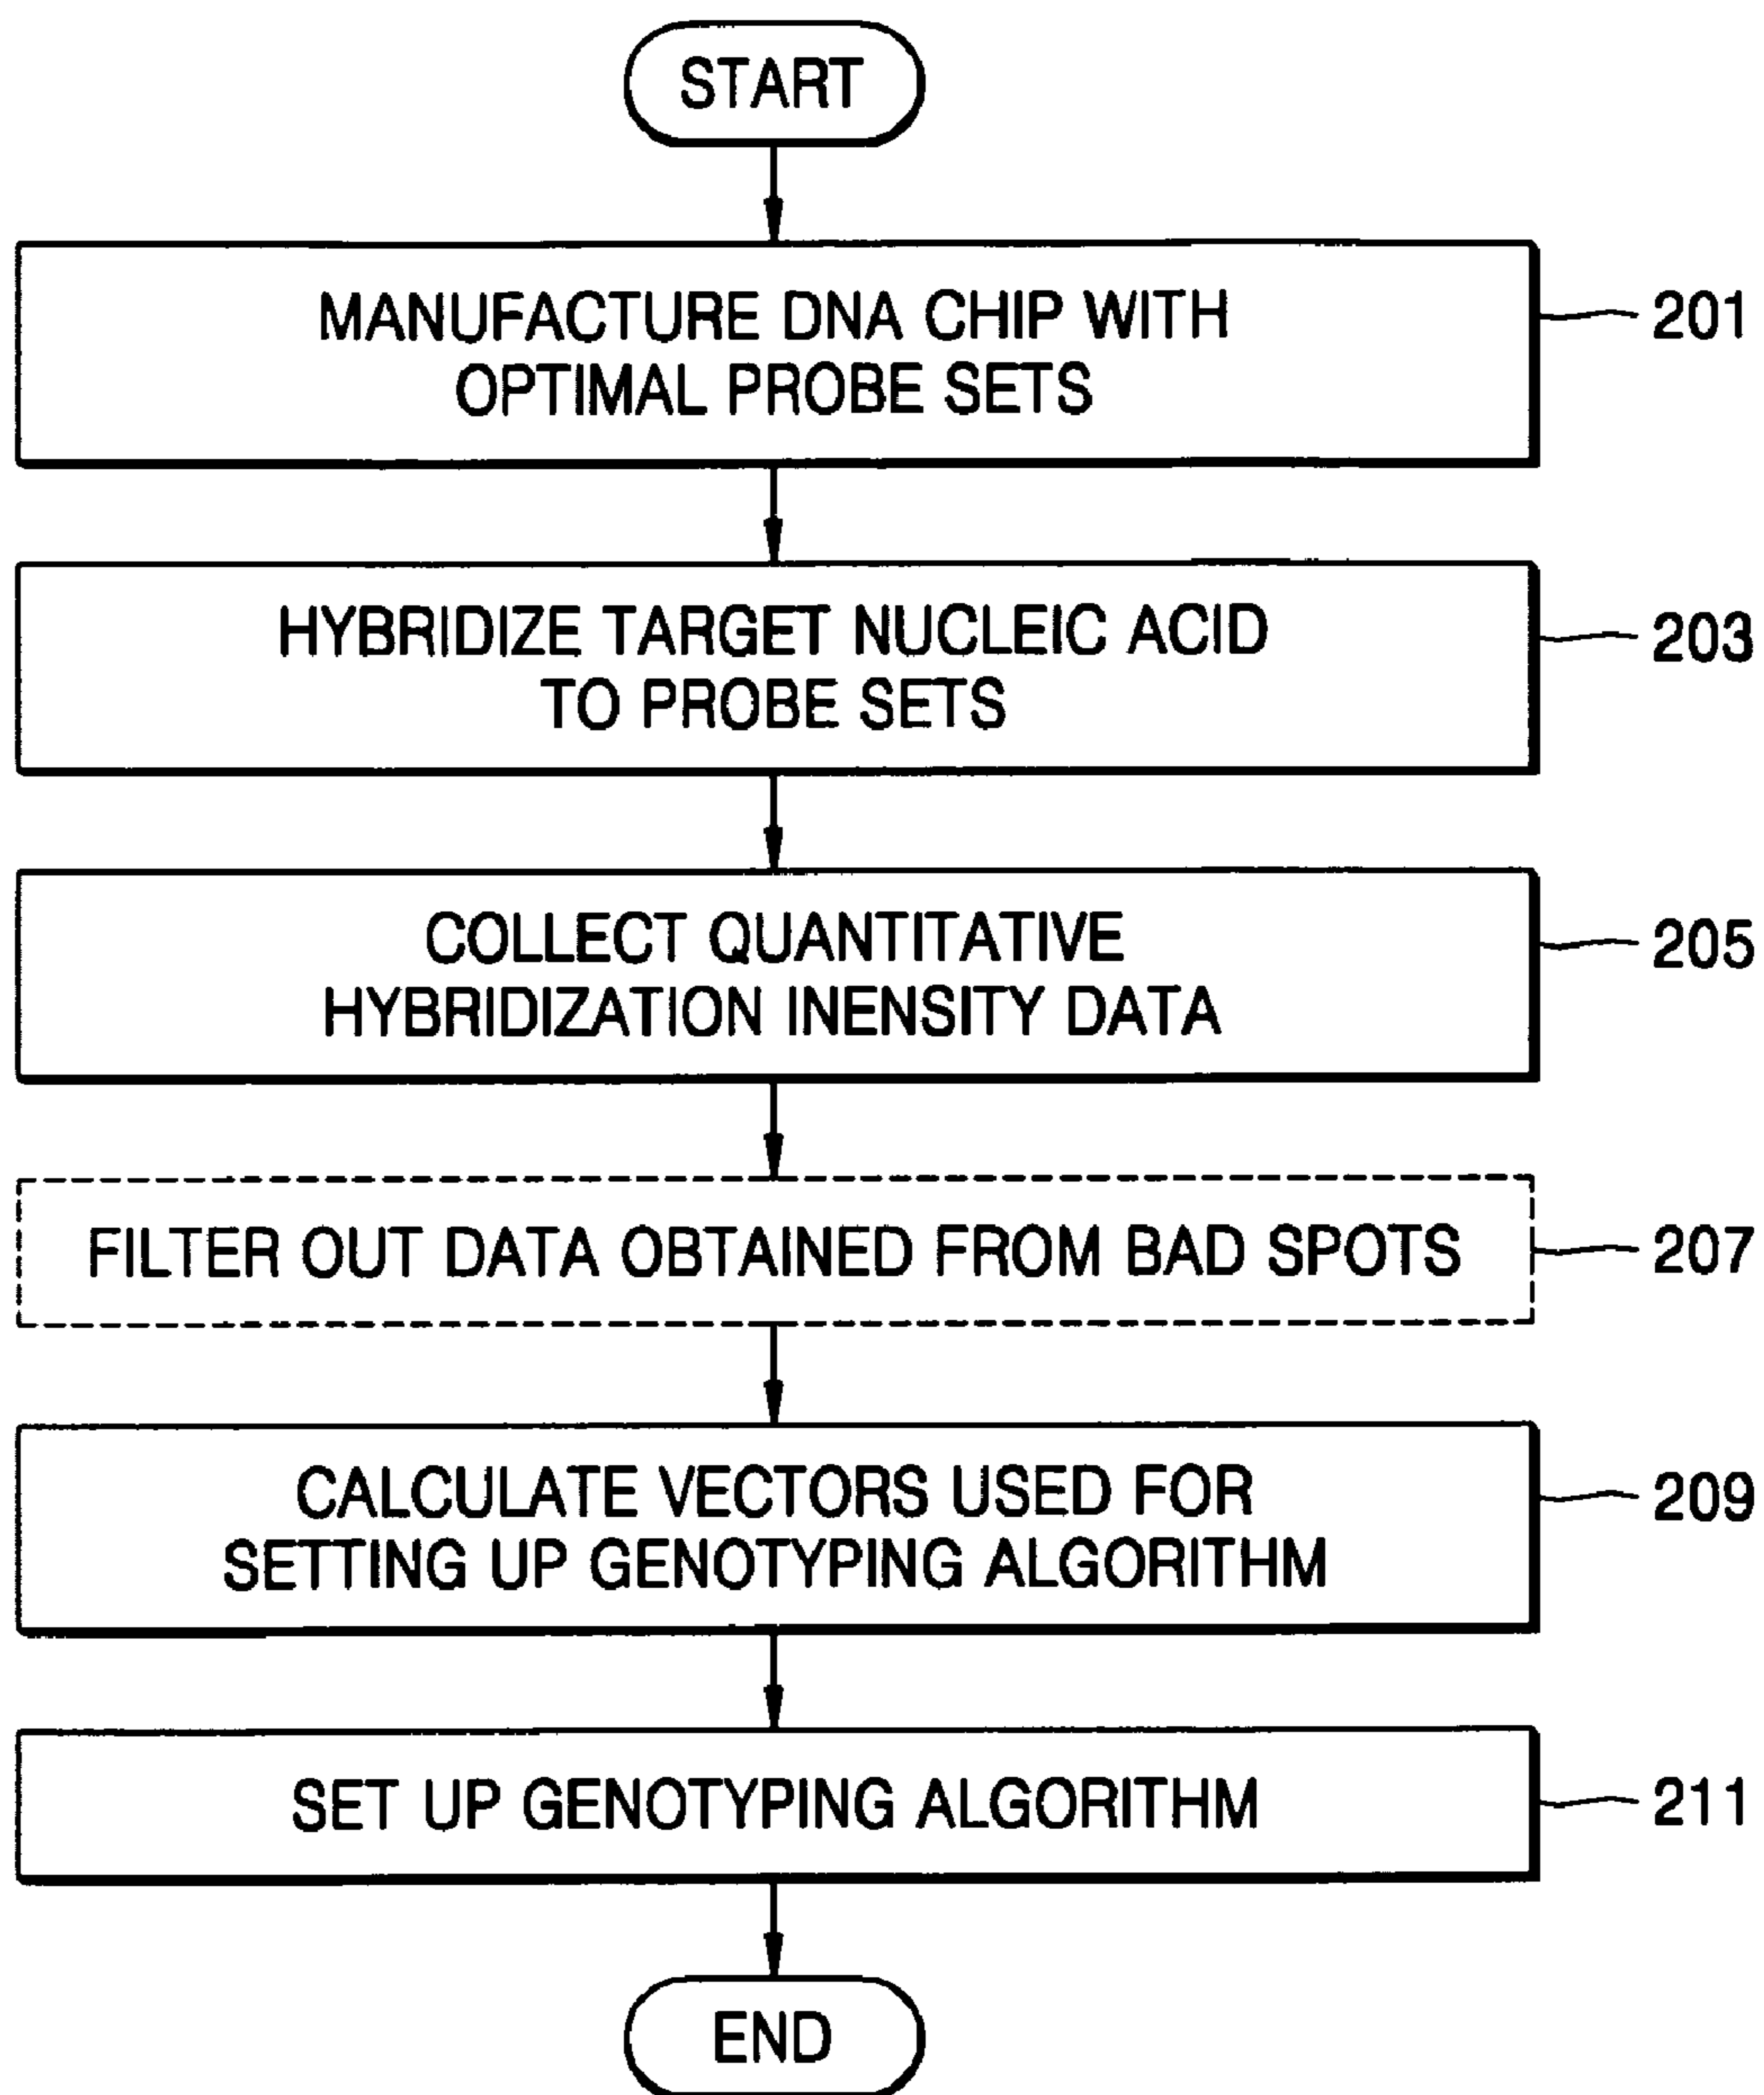 START
MANUFACTURE DNA CHIP WITH
OPTIMAL PROBE SETS
201
HYBRIDIZE TARGET NUCLEIC ACID
TO PROBE SETS
203
COLLECT QUANTITATIVE
HYBRIDIZATION INENSITY DATA
205
FILTER OUT DATA OBTAINED FROM BAD SPOTS
207
CALCULATE VECTORS USED FOR
SETTING UP GENOTYPING ALGORITHM
209
SET UP GENOTYPING ALGORITHM
211
END